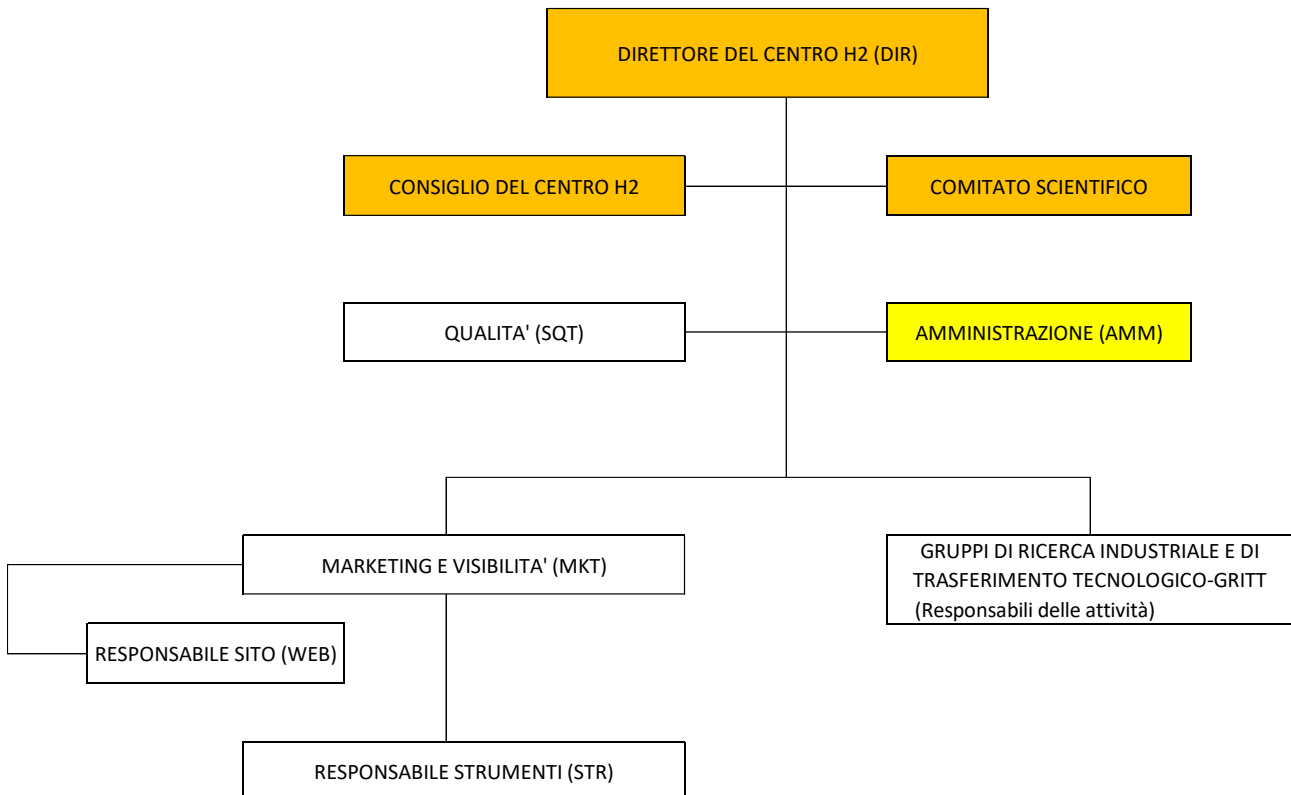 DIRETTORE DEL CENTRO H2 (DIR)
CONSIGLIO DEL CENTRO H2
COMITATO SCIENTIFICO
QUALITA' (SQT)
AMMINISTRAZIONE (AMM)
MARKETING E VISIBILITA' (MKT)
GRUPPI DI RICERCA INDUSTRIALE E DI
TRASFERIMENTO TECNOLOGICO-GRITT
(Responsabili delle attività)
RESPONSABILE SITO (WEB)
RESPONSABILE STRUMENTI (STR)